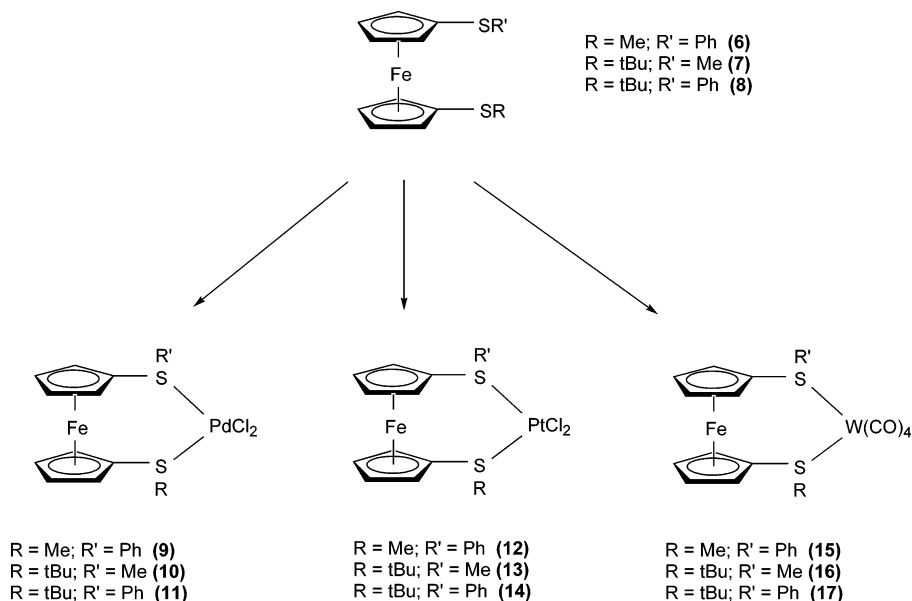 SR'
Fe
SR
R = Me; R' = Ph (6)
R = tBu; R' = Me (7)
R = tBu; R' = Ph (8)
R'
S
Fe
PdCl2
S
R
R = Me; R' = Ph (9)
R = tBu; R' = Me (10)
R = tBu; R' = Ph (11)
R'
S
Fe
PtCl2
S
R
R = Me; R' = Ph (12)
R = tBu; R' = Me (13)
R = tBu; R' = Ph (14)
R'
S
Fe
W(CO)4
S
R
R = Me; R' = Ph (15)
R = tBu; R' = Me (16)
R = tBu; R' = Ph (17)